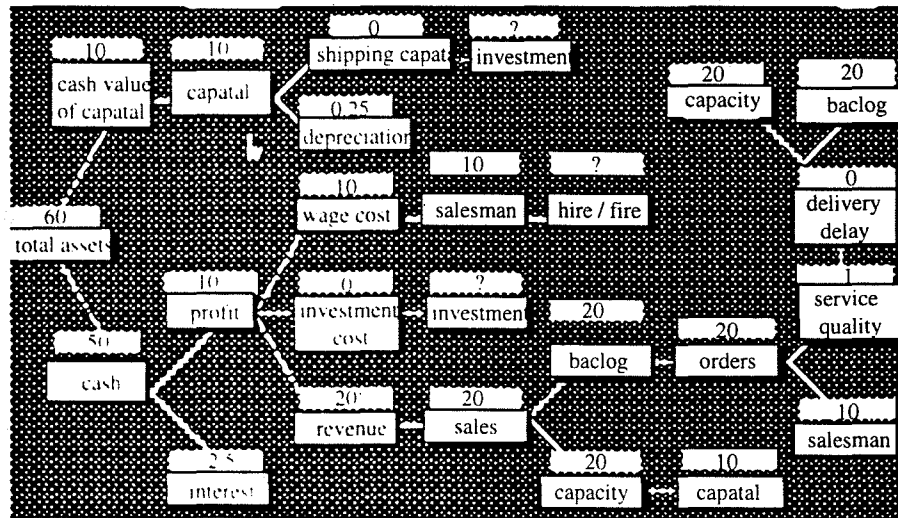 10
cash value
of capatal
10
capatal
0
shipping capat
?
investment
0.25
depreciation
20
capacity
20
baclog
0
delivery
delay
1
service
quality
60
total assets
10
wage cost
10
salesman
?
hire / fire
10
profit
0
investment
cost
?
investment
50
cash
20
revenue
20
sales
20
baclog
20
orders
10
salesman
2.5
interest
20
capacity
10
capatal